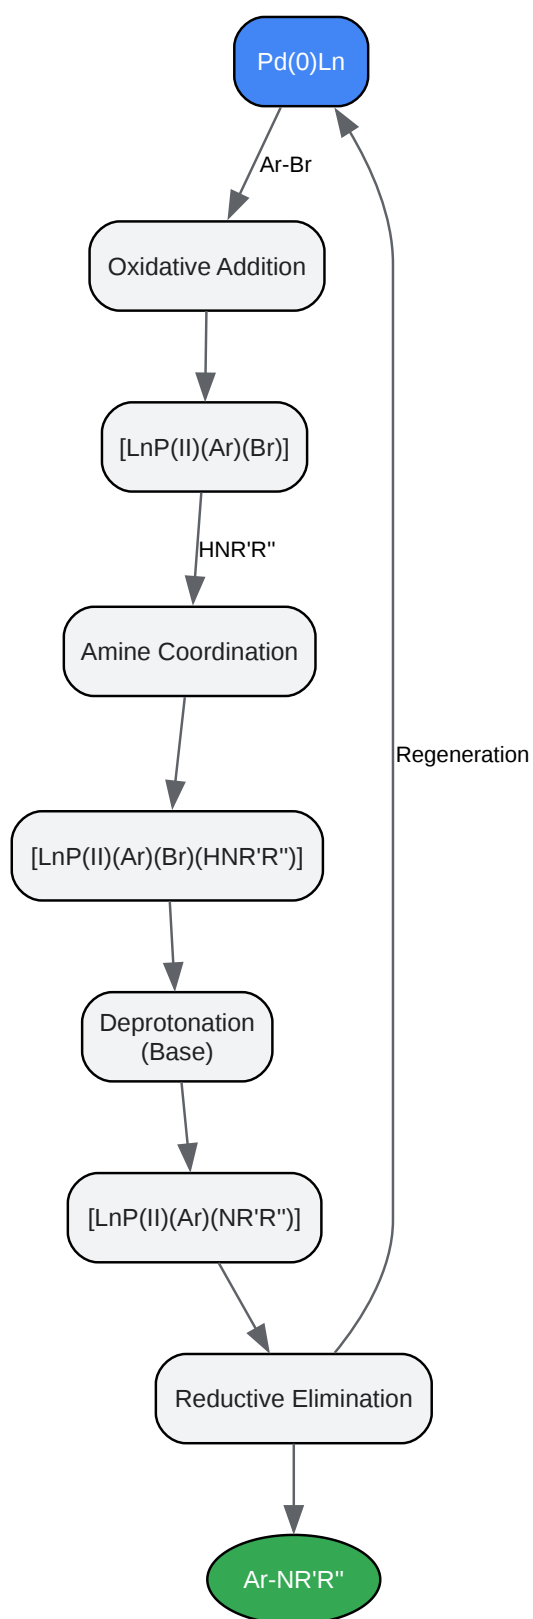 Pd(0)Ln
Ar-Br
Oxidative Addition
[LnP(II)(Ar)(Br)]
HNR'R''
Amine Coordination
Regeneration
[LnP(II)(Ar)(Br)(HNR'R'')]
Deprotonation
(Base)
[LnP(II)(Ar)(NR'R'')]
Reductive Elimination
Ar-NR'R''